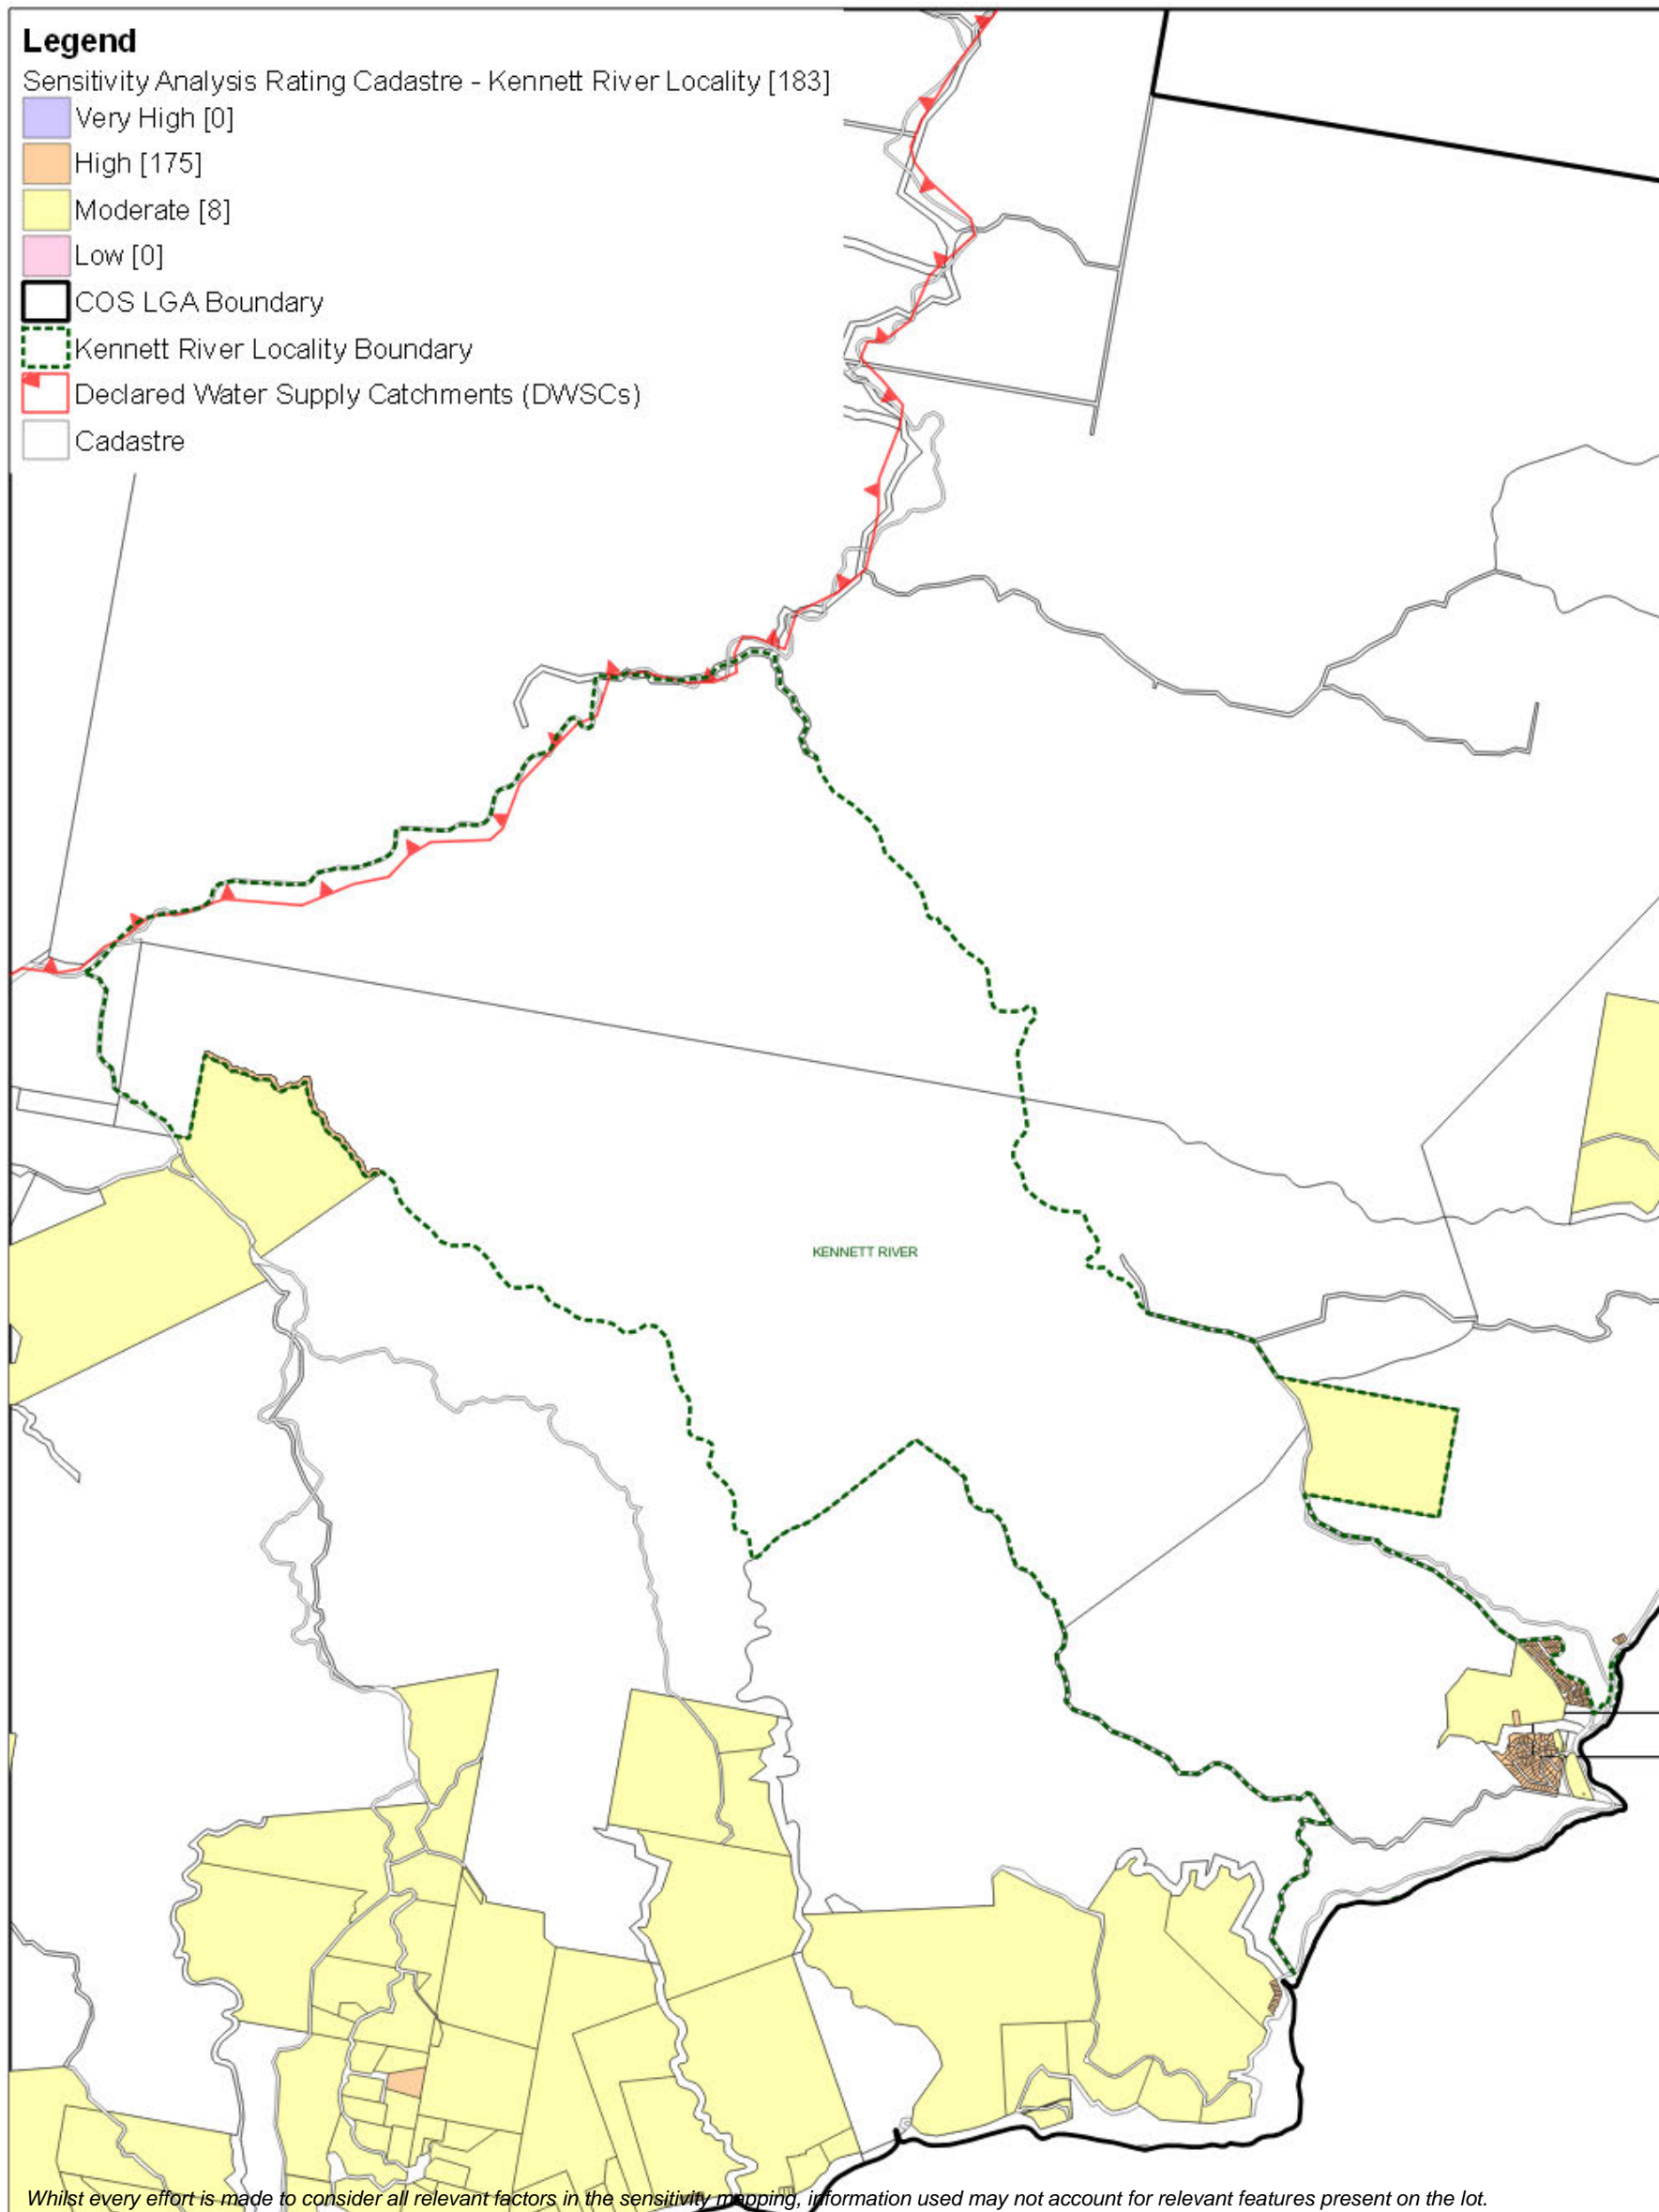 Legend
Sensitivity Analysis Rating Cadastre - Kennett River Locality [183]
Very High [0]
High [175]
Moderate [8]
Low [0]
COS LGA Boundary
Kennett River Locality Boundary
Declared Water Supply Catchments (DWSCs)
Cadastre
KENNETT RIVER
Whilst every effort is made to consider all relevant factors in the sensitivity mapping, information used may not account for relevant features present on the lot.